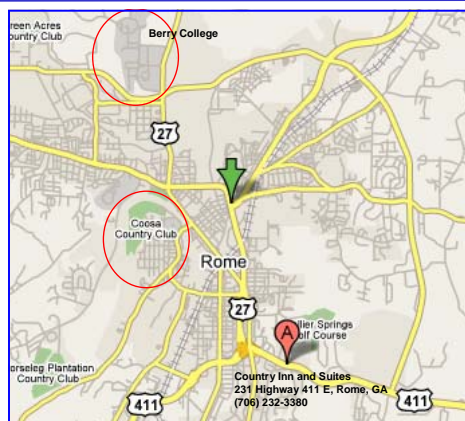 Berry College
reen Acres
ountry Club
27
Coosa
Country Club
Rome
27
A
llier Springs
olf Course
orseleg Plantation
Country Club
411
Country Inn and Suites
231 Highway 411 E, Rome, GA
(706) 232-3380
411